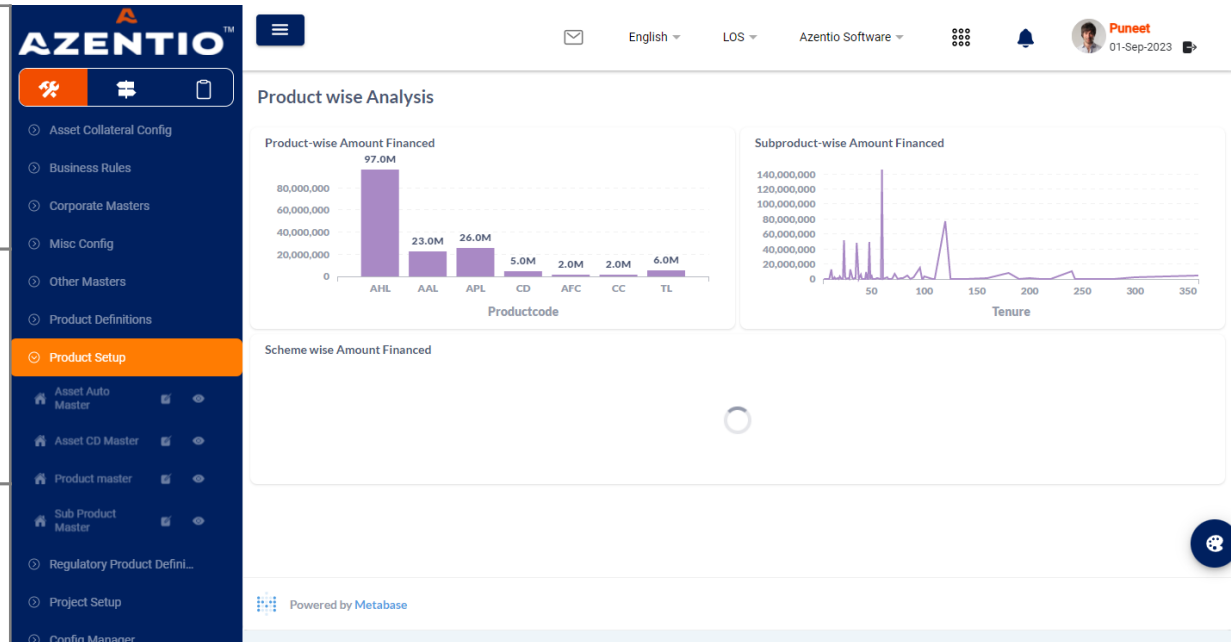 AZENTIO™
English
LOS
Azentio Software
Puneet
01-Sep-2023
Asset Collateral Config
Business Rules
Corporate Masters
Misc Config
Other Masters
Product Definitions
Product Setup
Asset Auto
Master
Asset CD Master
Product master
Sub Product
Master
Regulatory Product Defini...
Project Setup
Config Manager
Product wise Analysis
Product-wise Amount Financed
97.0M
80,000,000
60,000,000
40,000,000
20,000,000
0
23.0M
26.0M
5.0M
2.0M
2.0M
6.0M
AHL
AAL
APL
CD
AFC
CC
TL
Productcode
Subproduct-wise Amount Financed
140,000,000
120,000,000
100,000,000
80,000,000
60,000,000
40,000,000
20,000,000
0
50
100
150
200
250
300
350
Tenure
Scheme wise Amount Financed
Powered by Metabase